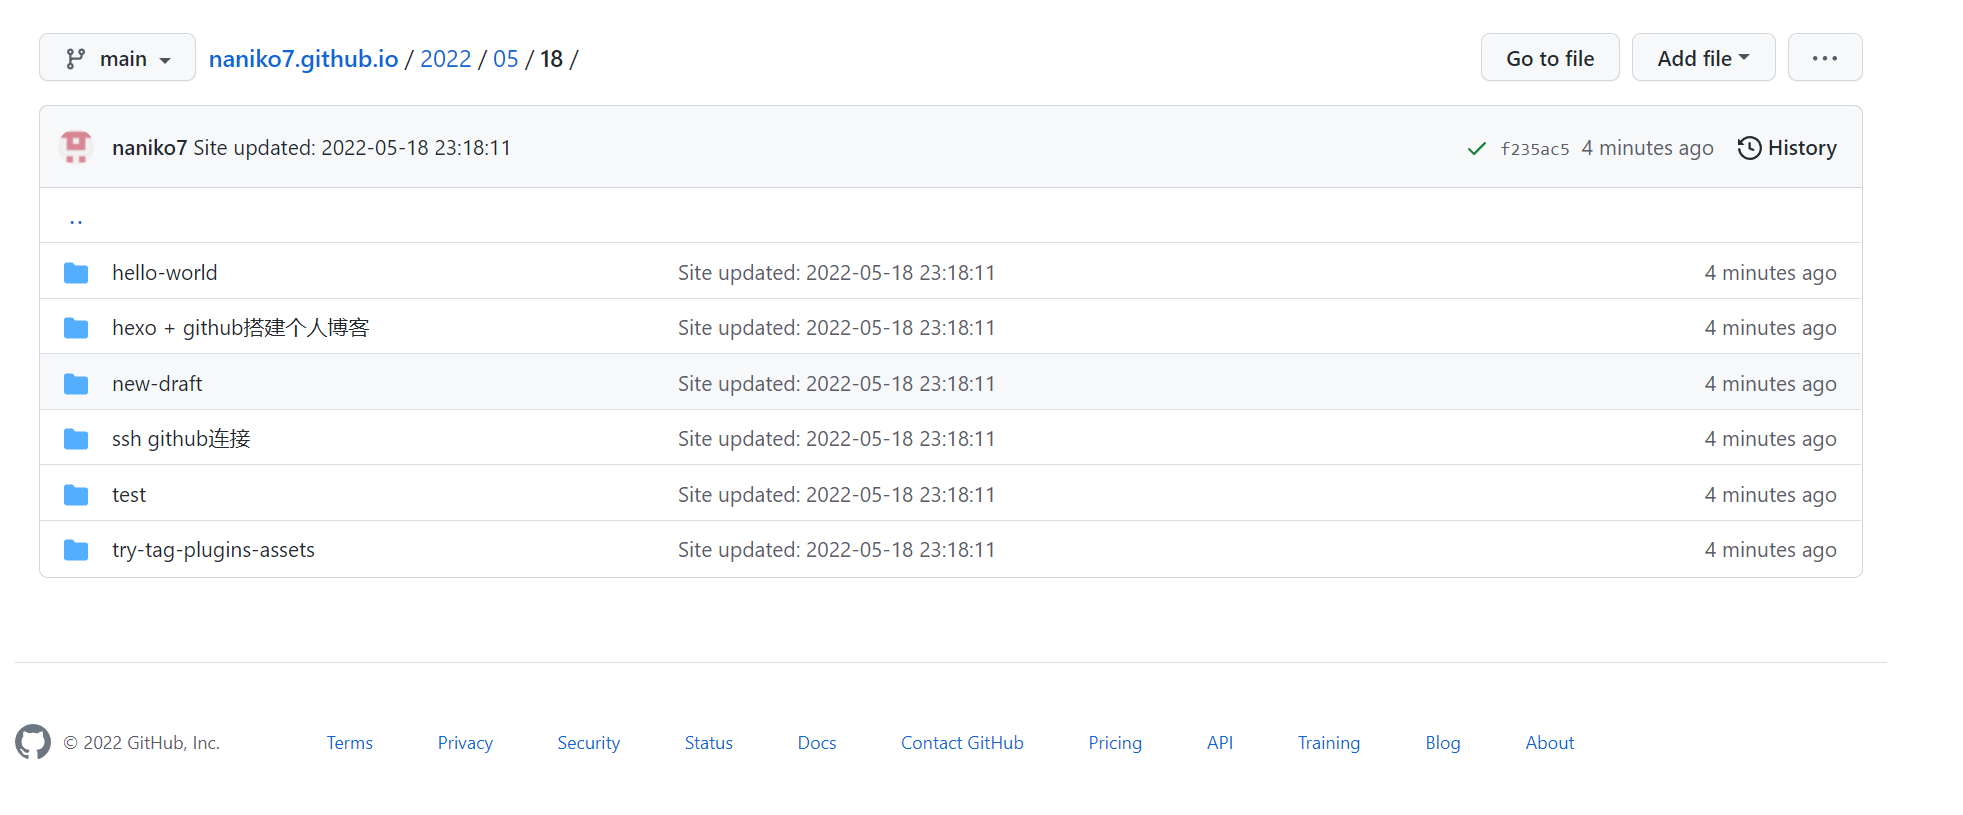 main naniko7.github.io / 2022 / 05 / 18 / Go to file Add file ...
naniko7 Site updated: 2022-05-18 23:18:11 f235ac5 4 minutes ago History
..
hello-world Site updated: 2022-05-18 23:18:11 4 minutes ago
hexo + github搭建个人博客 Site updated: 2022-05-18 23:18:11 4 minutes ago
new-draft Site updated: 2022-05-18 23:18:11 4 minutes ago
ssh github连接 Site updated: 2022-05-18 23:18:11 4 minutes ago
test Site updated: 2022-05-18 23:18:11 4 minutes ago
try-tag-plugins-assets Site updated: 2022-05-18 23:18:11 4 minutes ago
© 2022 GitHub, Inc. Terms Privacy Security Status Docs Contact GitHub Pricing API Training Blog About